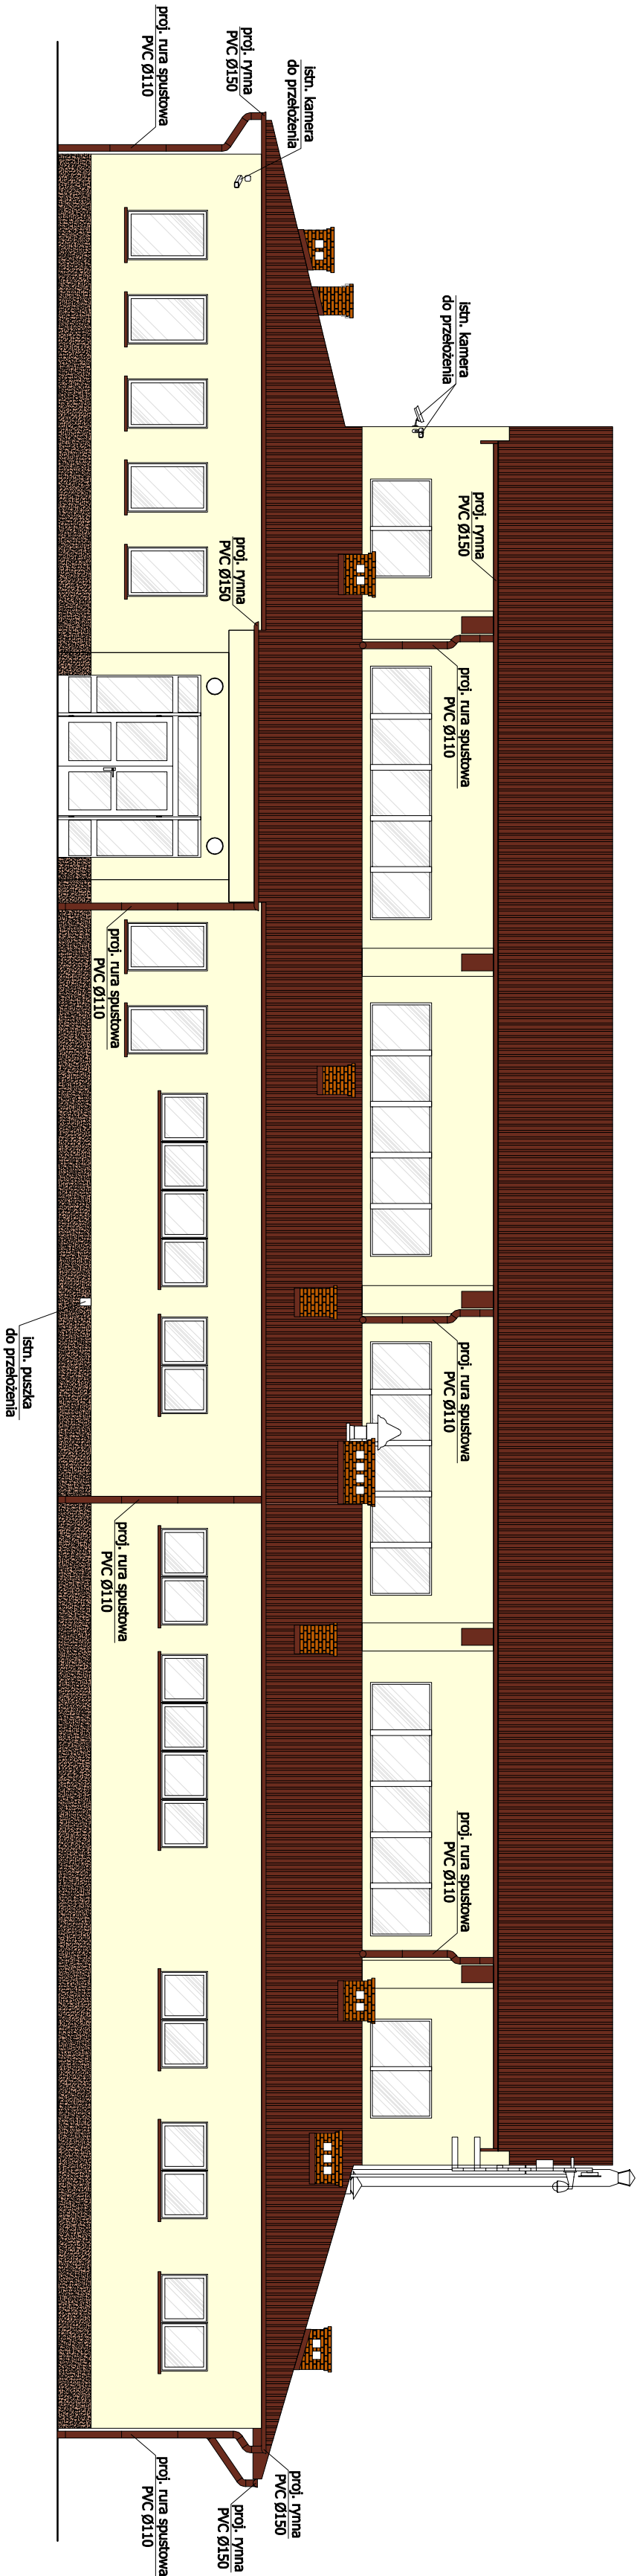 proj. rura spustowa
PVC Ø110
proj. rynna
PVC Ø150
istn. kamera
do przełożenia
istn. kamera
do przełożenia
proj. rynna
PVC Ø150
proj. rynna
PVC Ø150
proj. rura spustowa
PVC Ø110
proj. rura spustowa
PVC Ø110
istn. puszka
do przełożenia
proj. rura spustowa
PVC Ø110
proj. rura spustowa
PVC Ø110
proj. rura spustowa
PVC Ø110
proj. rynna
PVC Ø150
proj. rynna
PVC Ø150
proj. rura spustowa
PVC Ø110